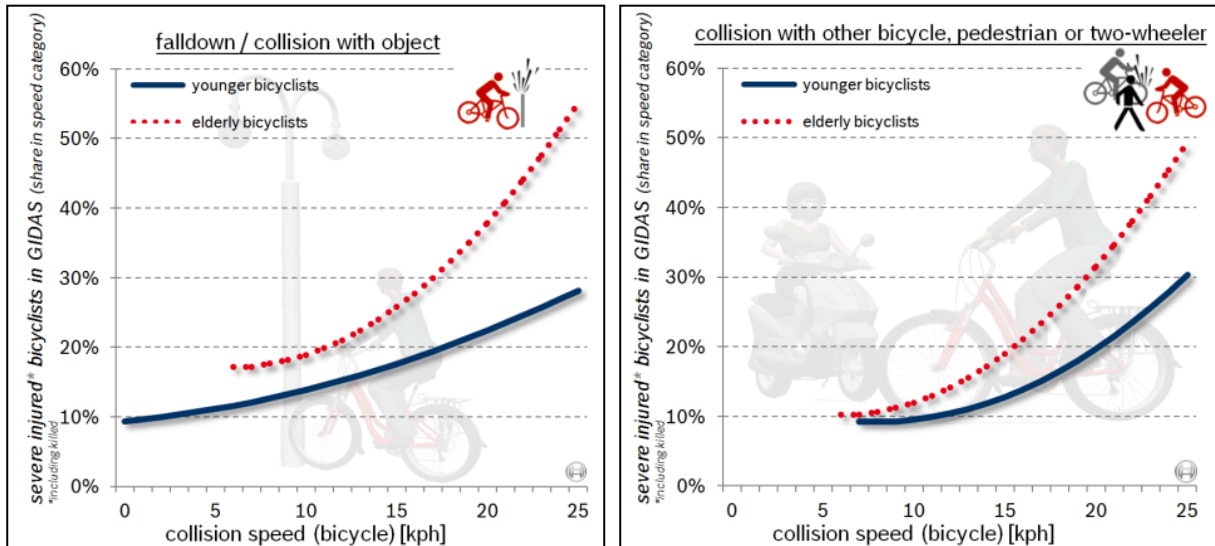 falldown / collision with object
60%
50%
40%
30%
20%
10%
0%
younger bicyclists
elderly bicyclists
severe injured* bicyclists in GIDAS (share in speed category)
*including killed
0 5 10 15 20 25
collision speed (bicycle) [kph]
collision with other bicycle, pedestrian or two-wheeler
60%
50%
40%
30%
20%
10%
0%
younger bicyclists
elderly bicyclists
severe injured* bicyclists in GIDAS (share in speed category)
*including killed
0 5 10 15 20 25
collision speed (bicycle) [kph]